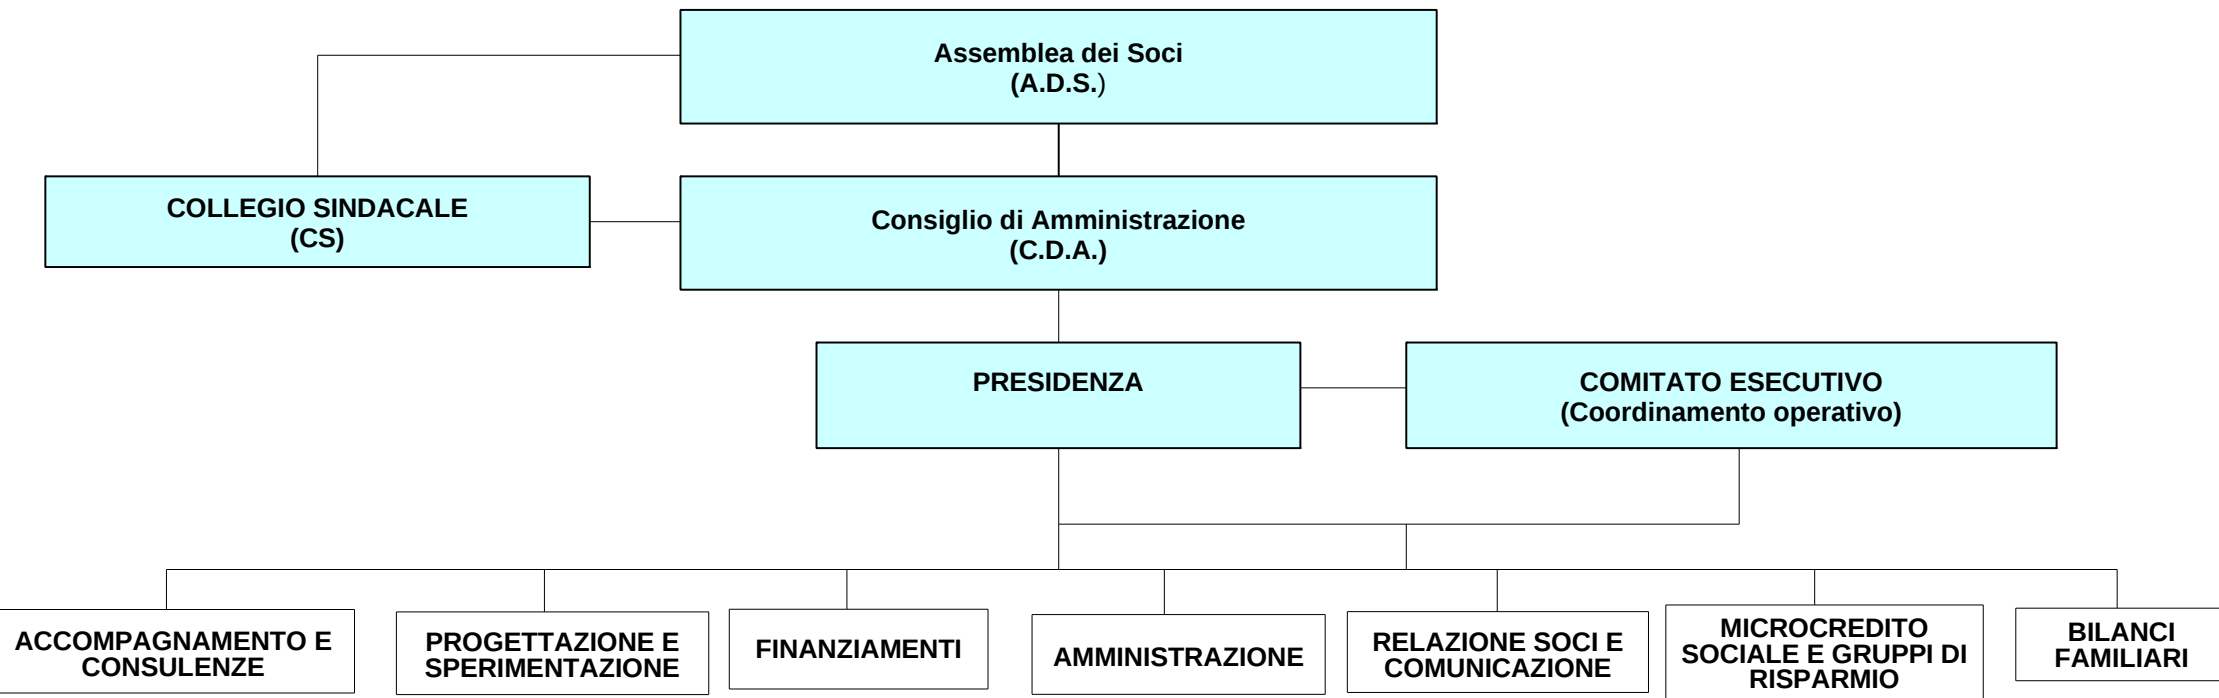 Assemblea dei Soci
(A.D.S.)
COLLEGIO SINDACALE
(CS)
Consiglio di Amministrazione
(C.D.A.)
PRESIDENZA
COMITATO ESECUTIVO
(Coordinamento operativo)
ACCOMPAGNAMENTO E
CONSULENZE
PROGETTAZIONE E
SPERIMENTAZIONE
FINANZIAMENTI
AMMINISTRAZIONE
RELAZIONE SOCI E
COMUNICAZIONE
MICROCREDITO
SOCIALE E GRUPPI DI
RISPARMIO
BILANCI
FAMILIARI